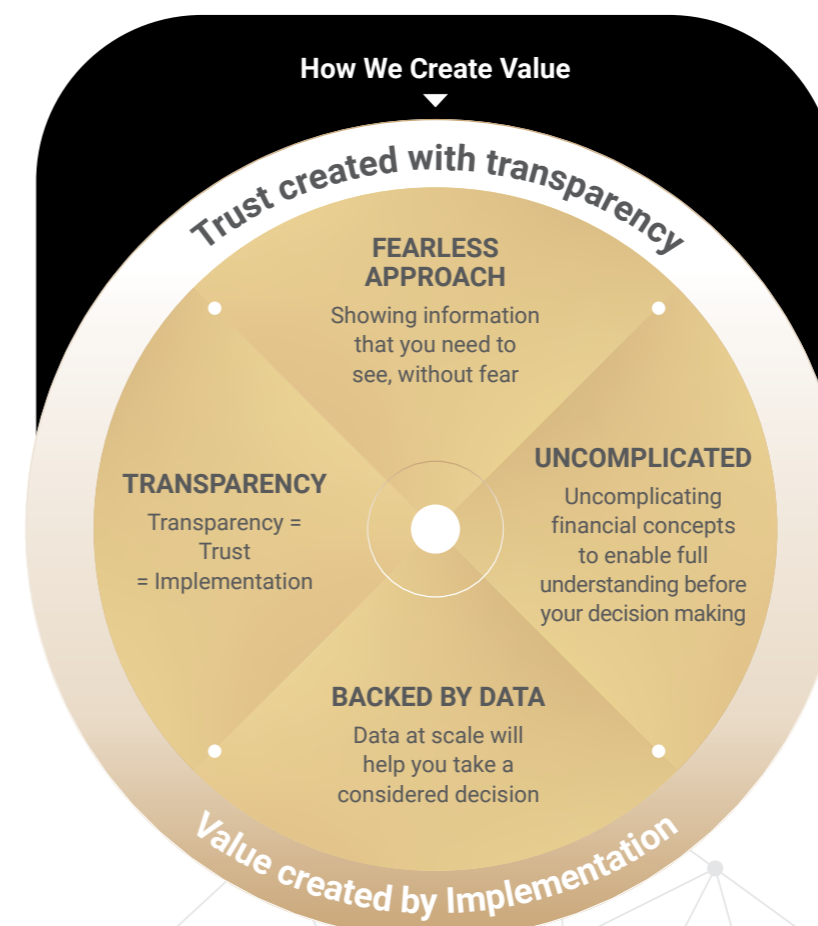 How We Create Value
Trust created with transparency
FEARLESS
APPROACH
Showing information
that you need to
see, without fear
TRANSPARENCY
Transparency =
Trust
= Implementation
UNCOMPLICATED
Uncomplicating
financial concepts
to enable full
understanding before
your decision making
BACKED BY DATA
Data at scale will
help you take a
considered decision
Value created by Implementation